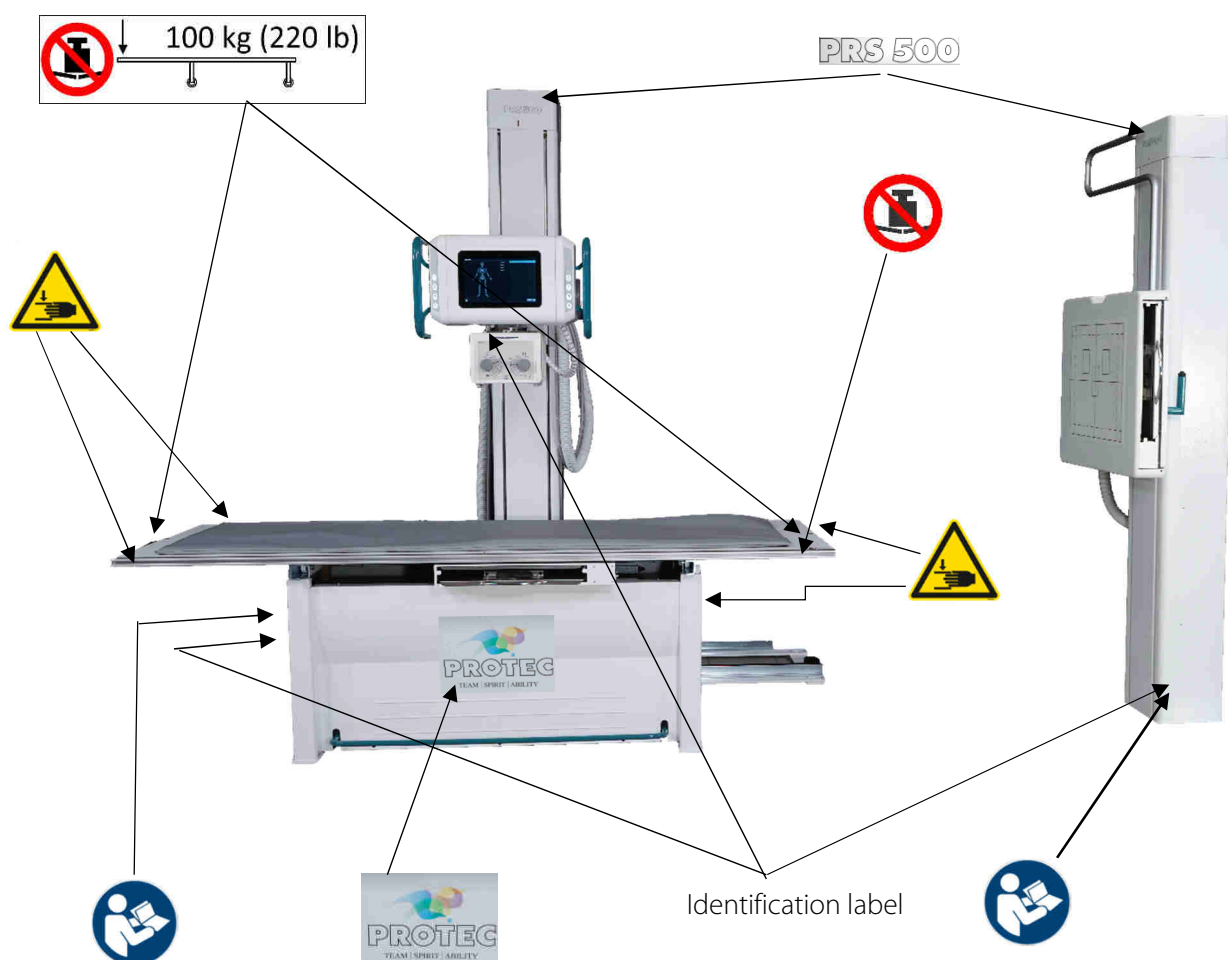 100 kg (220 lb)
PRS 500
PROTEC
TEAM | SPIRIT | ABILITY
PROTEC
TEAM | SPIRIT | ABILITY
Identification label